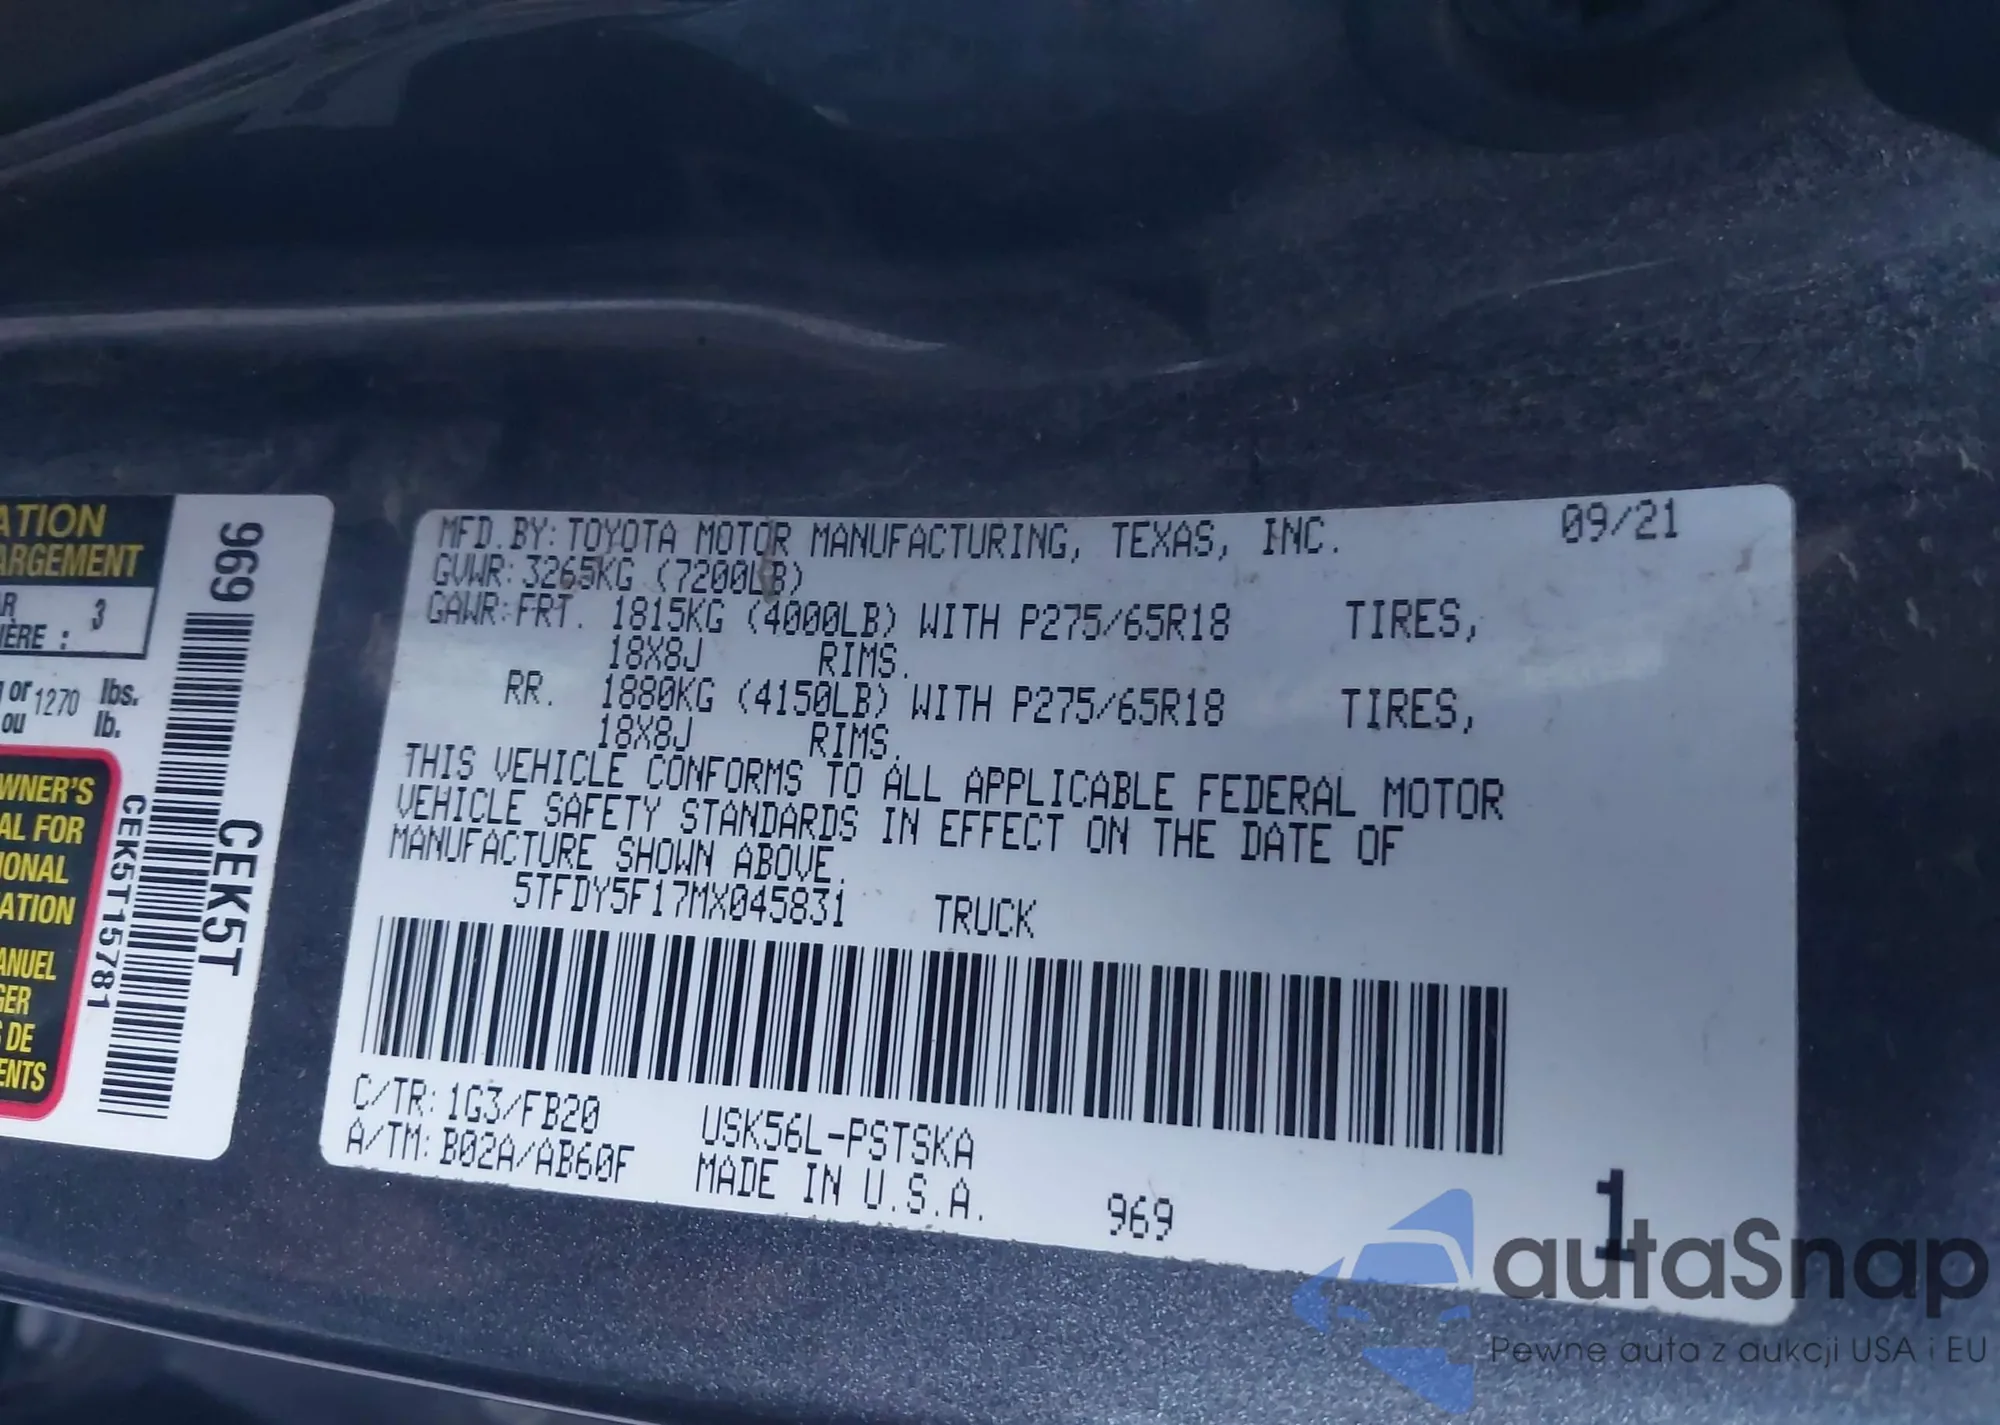 ATION
ARGEMENT
AR 3
IÈRE :
or 1270 lbs.
ou lb.
WNER'S
AL FOR
IONAL
ATION
ANUEL
GER
DE
ENTS
CEK5T15781
969
CEK5T
MFD.BY: TOYOTA MOTOR MANUFACTURING, TEXAS, INC. 09/21
GVWR: 3265KG (7200LB)
GAWR: FRT. 1815KG (4000LB) WITH P275/65R18 TIRES,
18X8J RIMS.
RR. 1880KG (4150LB) WITH P275/65R18 TIRES,
18X8J RIMS.
THIS VEHICLE CONFORMS TO ALL APPLICABLE FEDERAL MOTOR
VEHICLE SAFETY STANDARDS IN EFFECT ON THE DATE OF
MANUFACTURE SHOWN ABOVE.
5TFDY5F17MX045831 TRUCK
C/TR: 1G3/FB20 USK56L-PSTSKA
A/TM: B02A/AB60F MADE IN U.S.A. 969
1
autaSnap
Pewne auta z aukcji USA i EU